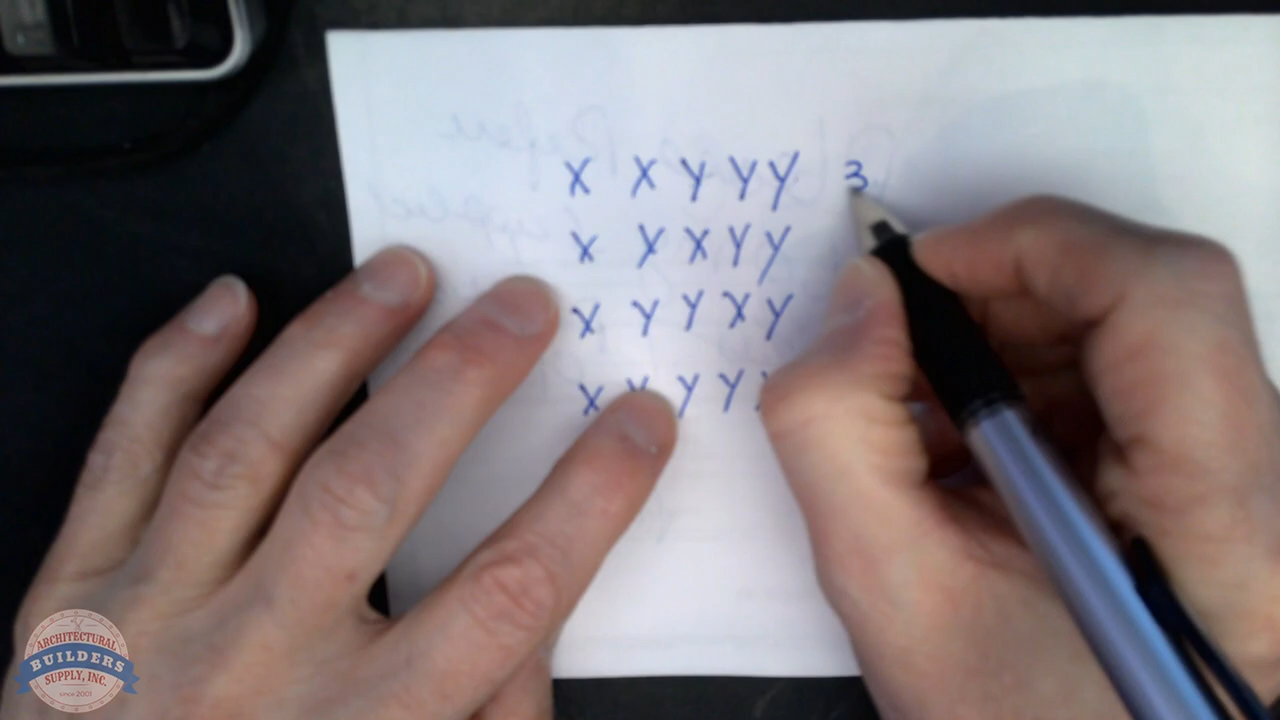 X X Y Y Y 3
X X X Y Y
X Y Y X Y
X Y Y Y
ARCHITECTURAL
BUILDERS
SUPPLY, INC.
since 2001